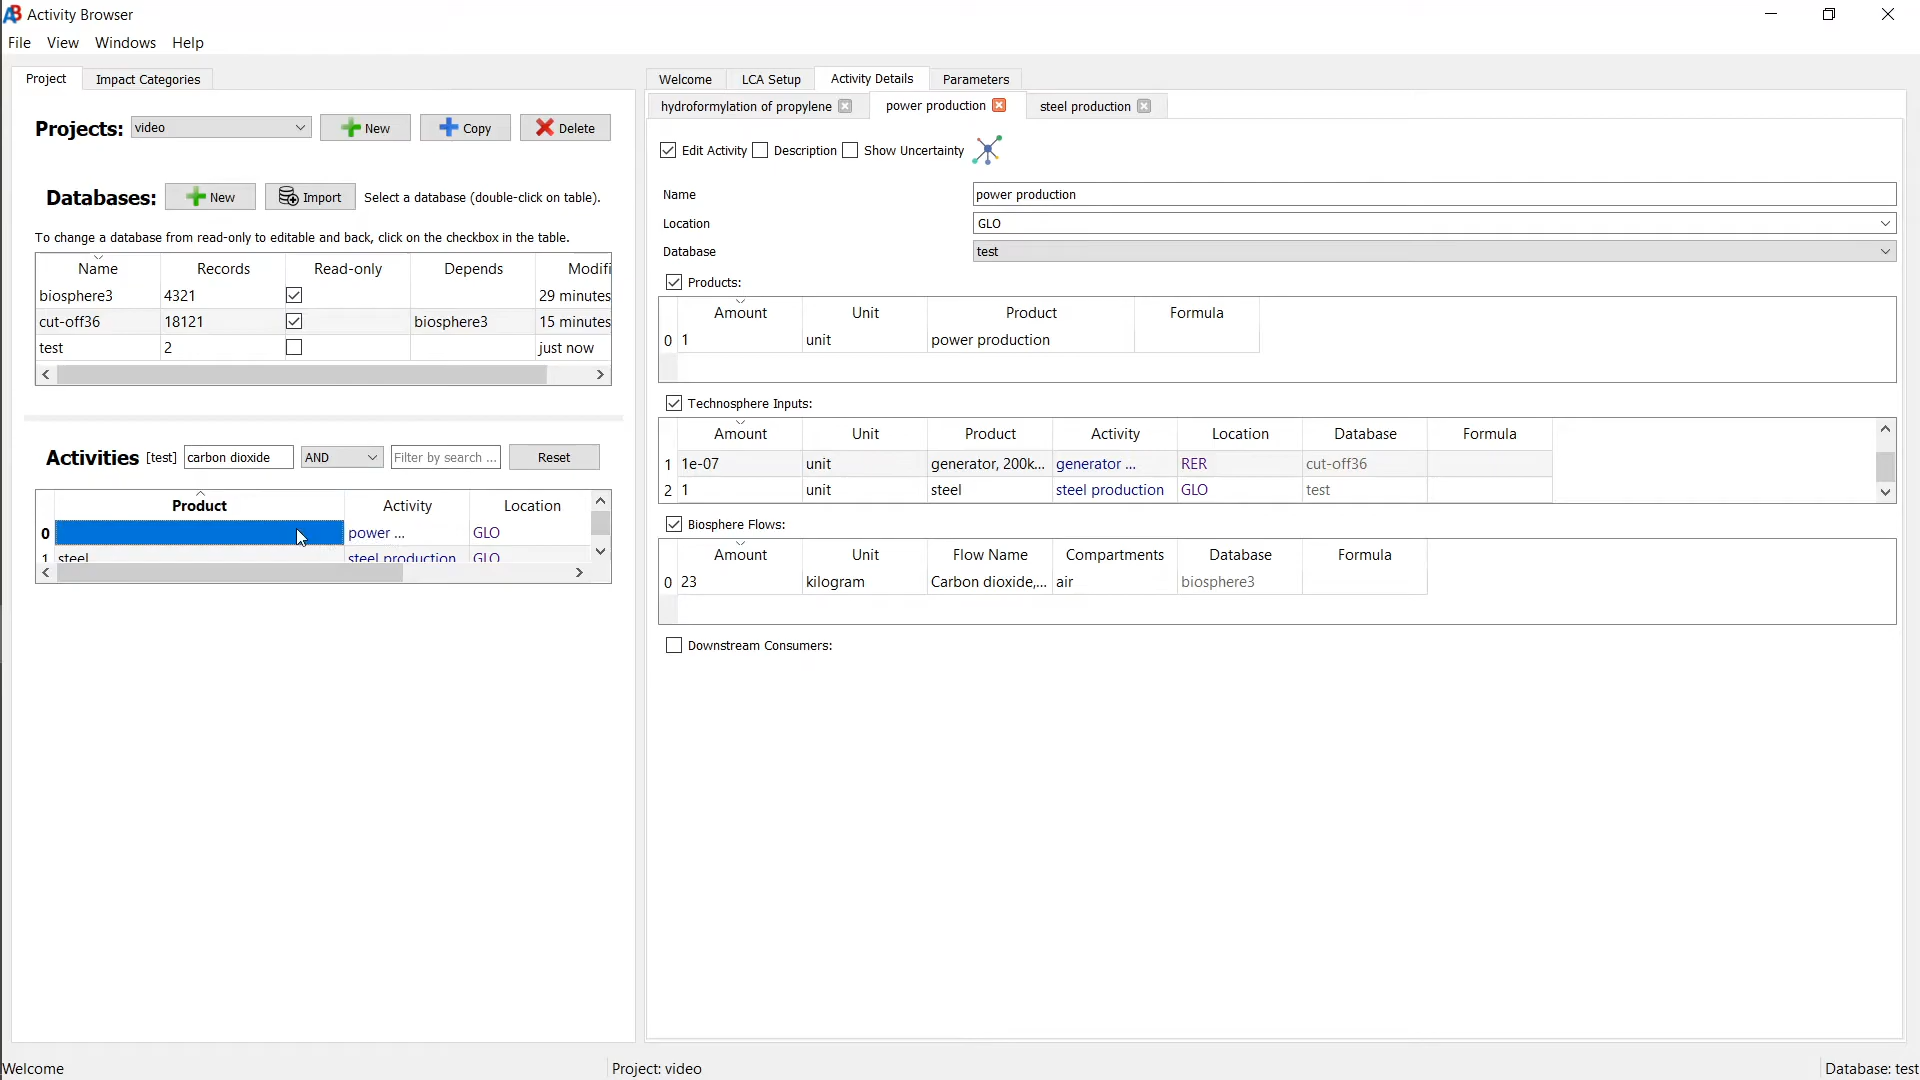 Activity Browser
File View Windows Help
Project Impact Categories
Projects: video New Copy Delete
Databases: New Import Select a database (double-click on table).
To change a database from read-only to editable and back, click on the checkbox in the table.
Name Records Read-only Depends Modifi
biosphere3 4321 29 minutes
cut-off36 18121 biosphere3 15 minutes
test 2 just now
Activities [test] carbon dioxide AND Filter by search ... Reset
Product Activity Location
0 power ... GLO
1 steel steel production GLO
Welcome LCA Setup Activity Details Parameters
hydroformylation of propylene power production steel production
Edit Activity Description Show Uncertainty
Name power production
Location GLO
Database test
Products:
Amount Unit Product Formula
0 1 unit power production
Technosphere Inputs:
Amount Unit Product Activity Location Database Formula
1 1e-07 unit generator, 200k... generator ... RER cut-off36
2 1 unit steel steel production GLO test
Biosphere Flows:
Amount Unit Flow Name Compartments Database Formula
0 23 kilogram Carbon dioxide,... air biosphere3
Downstream Consumers:
Welcome Project: video Database: test